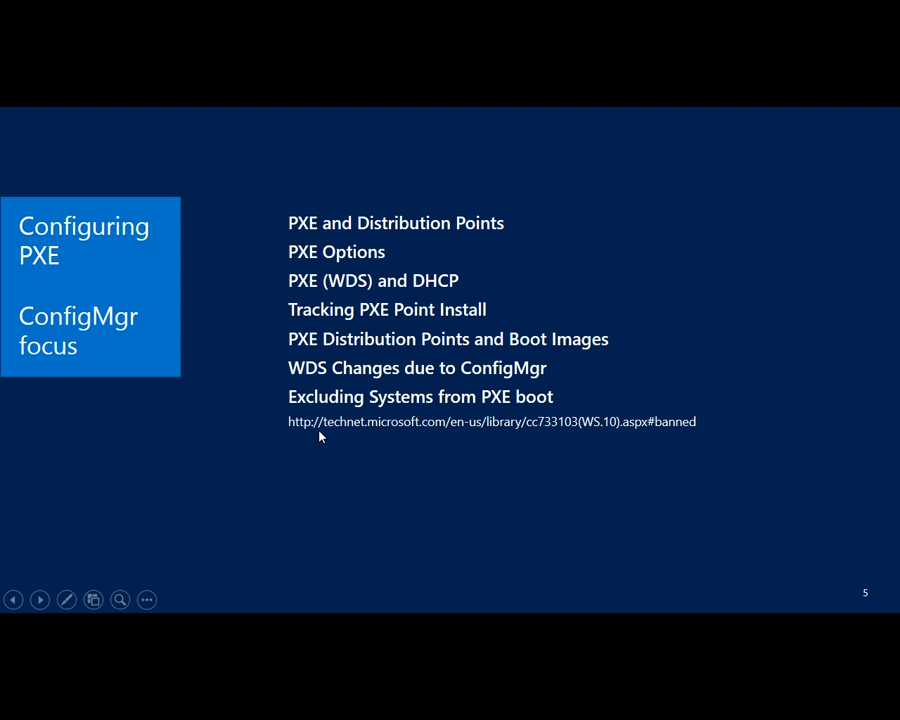 Configuring
PXE
ConfigMgr
focus
PXE and Distribution Points
PXE Options
PXE (WDS) and DHCP
Tracking PXE Point Install
PXE Distribution Points and Boot Images
WDS Changes due to ConfigMgr
Excluding Systems from PXE boot
http://technet.microsoft.com/en-us/library/cc733103(WS.10).aspx#banned
5